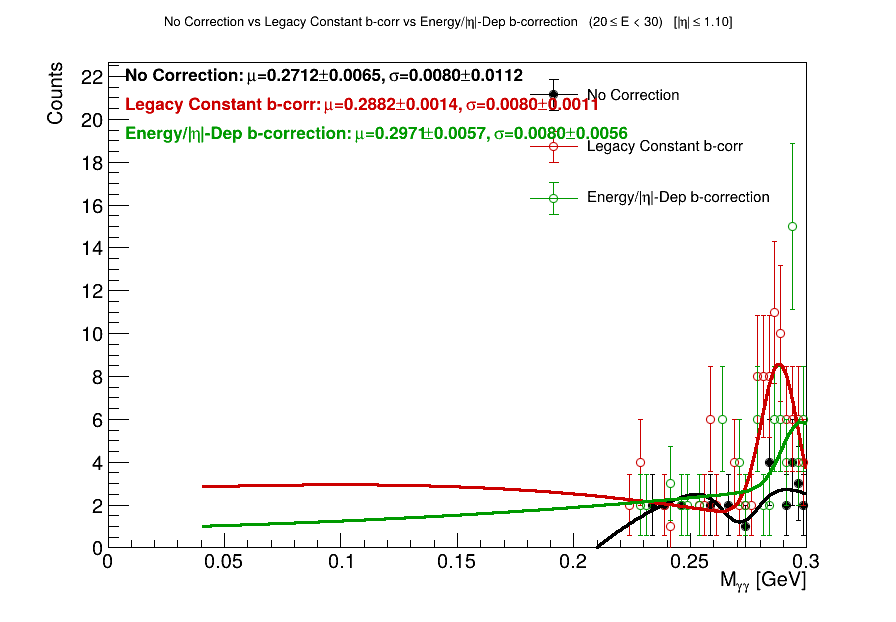 No Correction vs Legacy Constant b-corr vs Energy/|η|-Dep b-correction (20 ≤ E < 30) [|η| ≤ 1.10]
Counts
No Correction: μ=0.2712±0.0065, σ=0.0080±0.0112
Legacy Constant b-corr: μ=0.2882±0.0014, σ=0.0080±0.0011
Energy/|η|-Dep b-correction: μ=0.2971±0.0057, σ=0.0080±0.0056
No Correction
Legacy Constant b-corr
Energy/|η|-Dep b-correction
22
20
18
16
14
12
10
8
6
4
2
0
0 0.05 0.1 0.15 0.2 0.25 0.3
Mγγ [GeV]